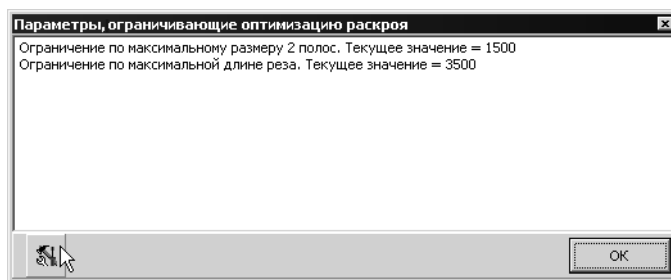 Параметры, ограничивающие оптимизацию раскроя
Ограничение по максимальному размеру 2 полос. Текущее значение = 1500
Ограничение по максимальной длине реза. Текущее значение = 3500
ОК